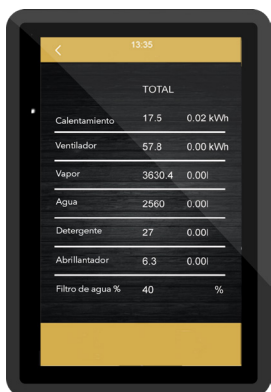 13:35
TOTAL
Calentamiento 17.5 0.02 kWh
Ventilador 57.8 0.00 kWh
Vapor 3630.4 0.00l
Agua 2560 0.00l
Detergente 27 0.00l
Abrillantador 6.3 0.00l
Filtro de agua % 40 %